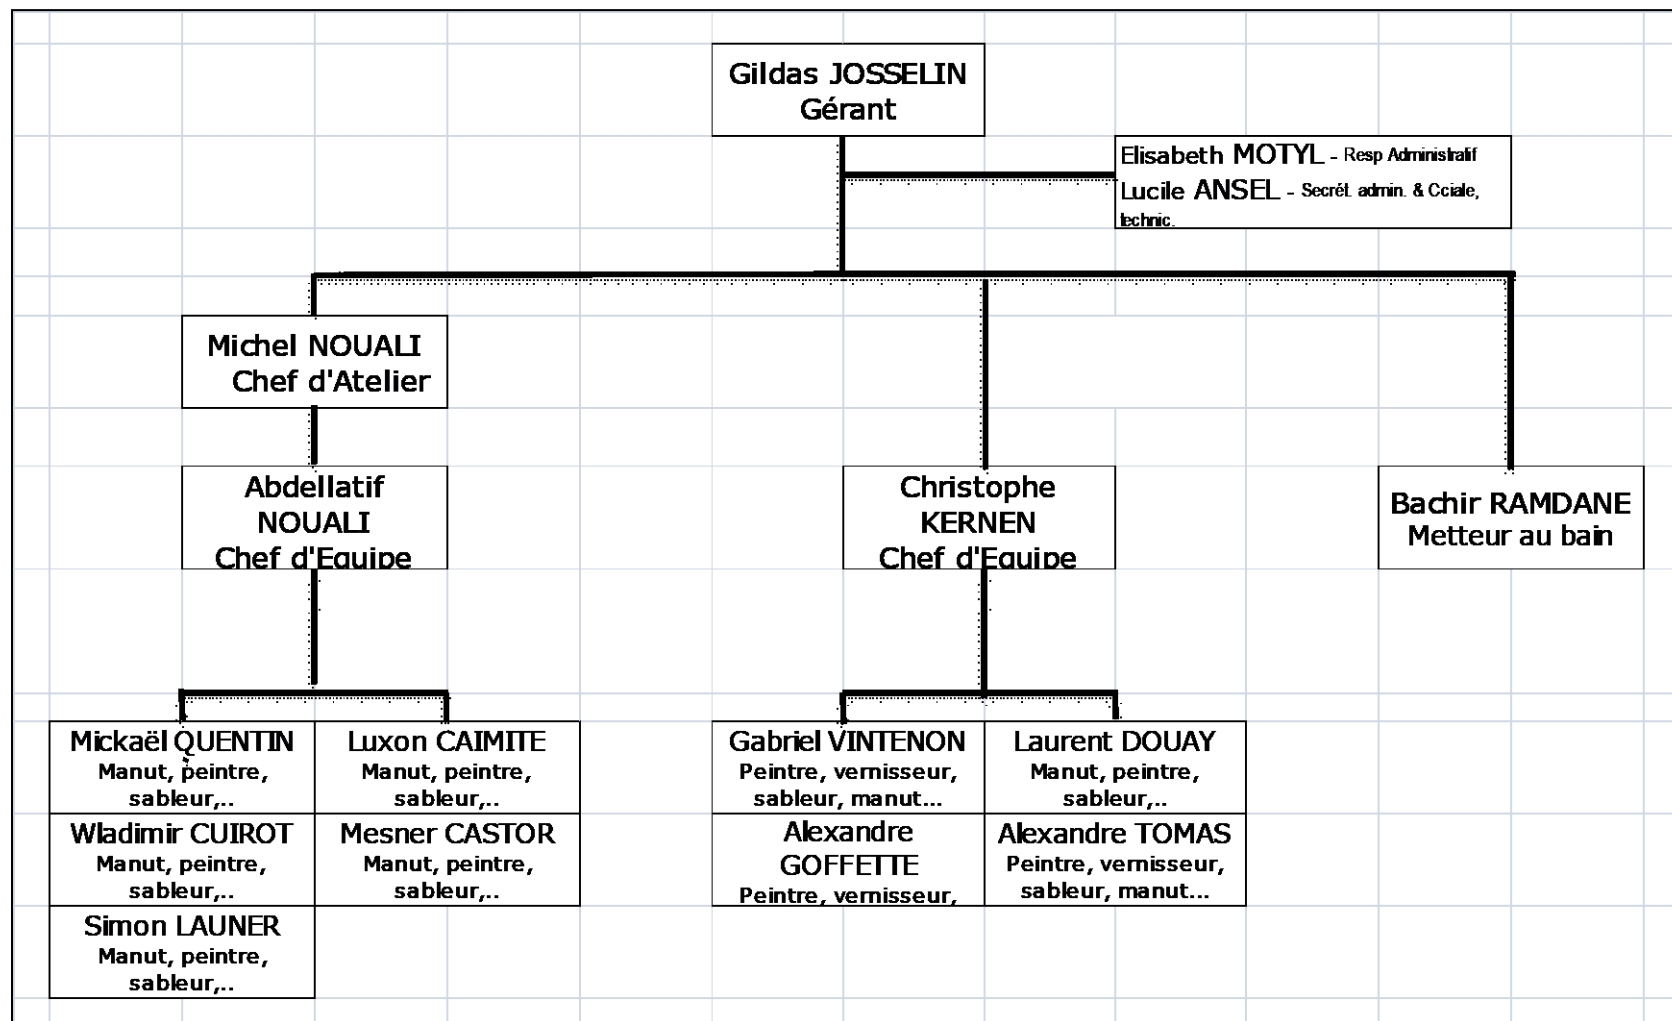 Gildas JOSSELIN
Gérant
Elisabeth MOTYL - Resp Administratif
Lucile ANSEL - Secrét. admin. & Cciale,
technic.
Michel NOUALI
Chef d'Atelier
Abdellatif
NOUALI
Chef d'Equipe
Christophe
KERNEN
Chef d'Equipe
Bachir RAMDANE
Metteur au bain
Mickaël QUENTIN
Manut, peintre,
sableur,..
Luxon CAIMITE
Manut, peintre,
sableur,..
Gabriel VINTENON
Peintre, vernisseur,
sableur, manut...
Laurent DOUAY
Manut, peintre,
sableur,..
Wladimir CUIROT
Manut, peintre,
sableur,..
Mesner CASTOR
Manut, peintre,
sableur,..
Alexandre
GOFFETTE
Peintre, vernisseur,
Alexandre TOMAS
Peintre, vernisseur,
sableur, manut...
Simon LAUNER
Manut, peintre,
sableur,..